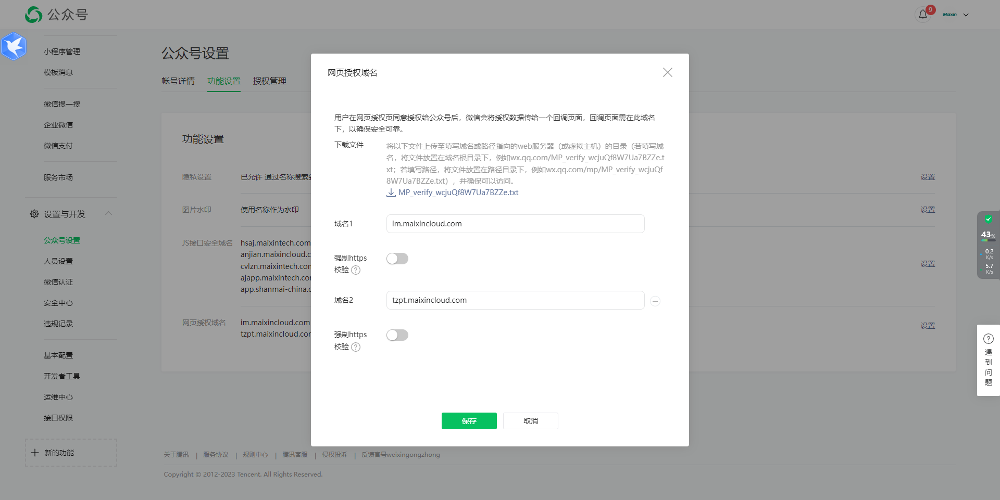 公众号
9
Maixin
小程序管理
模板消息
微信搜一搜
企业微信
微信支付
服务市场
设置与开发
公众号设置
人员设置
微信认证
安全中心
违规记录
基本配置
开发者工具
运维中心
接口权限
新的功能
公众号设置
帐号详情 功能设置 授权管理
功能设置
隐私设置 已允许 通过名称搜索到 设置
图片水印 使用名称作为水印 设置
JS接口安全域名 hsaj.maixintech.com
anjian.maixincloud.c
cvlzn.maixintech.com
ajapp.maixintech.com
app.shanmai-china.c
设置
网页授权域名 im.maixincloud.com
tzpt.maixincloud.com
设置
网页授权域名
用户在网页授权页同意授权给公众号后，微信会将授权数据传给一个回调页面，回调页面需在此域名
下，以确保安全可靠。
下载文件
将以下文件上传至填写域名或路径指向的web服务器（或虚拟主机）的目录（若填写域
名，将文件放置在域名根目录下，例如wx.qq.com/MP_verify_wcjuQf8W7Ua7BZZe.t
xt；若填写路径，将文件放置在路径目录下，例如wx.qq.com/mp/MP_verify_wcjuQf
8W7Ua7BZZe.txt），并确保可以访问。
MP_verify_wcjuQf8W7Ua7BZZe.txt
域名1 im.maixincloud.com
强制https
校验 ?
域名2 tzpt.maixincloud.com
强制https
校验 ?
保存 取消
43%
0.2
K/s
5.7
K/s
?
遇
到
问
题
关于腾讯 | 服务协议 | 规则中心 | 腾讯客服 | 侵权投诉 | 反馈官号weixingongzhong
Copyright © 2012-2023 Tencent. All Rights Reserved.